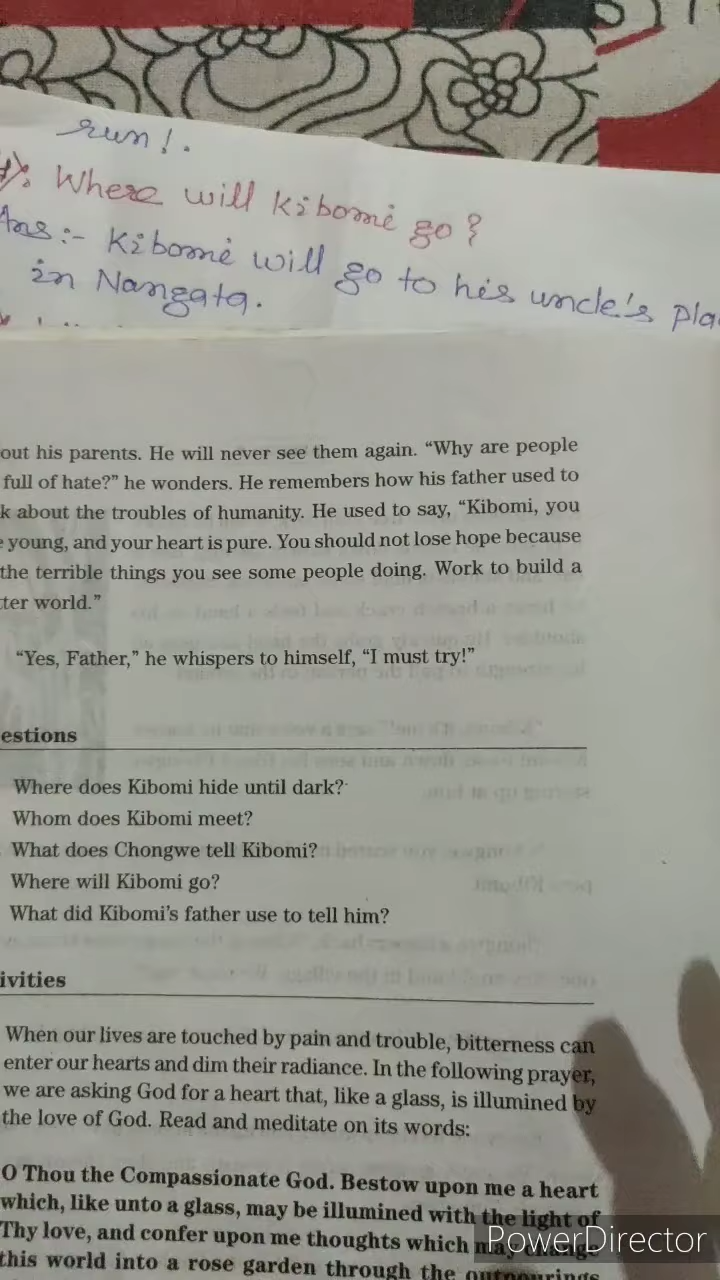 run!.
Where will kibomi go?
Ans:- Kibomi will go to his uncle's
in Nangata.
out his parents. He will never see them again. “Why are people
full of hate?” he wonders. He remembers how his father used to
k about the troubles of humanity. He used to say, “Kibomi, you
e young, and your heart is pure. You should not lose hope because
the terrible things you see some people doing. Work to build a
tter world.”
“Yes, Father,” he whispers to himself, “I must try!”
estions
Where does Kibomi hide until dark?
Whom does Kibomi meet?
What does Chongwe tell Kibomi?
Where will Kibomi go?
What did Kibomi’s father use to tell him?
ivities
When our lives are touched by pain and trouble, bitterness can
enter our hearts and dim their radiance. In the following prayer,
we are asking God for a heart that, like a glass, is illumined by
the love of God. Read and meditate on its words:
O Thou the Compassionate God. Bestow upon me a heart
which, like unto a glass, may be illumined with the light of
Thy love, and confer upon me thoughts which may change
this world into a rose garden through the outpourings
PowerDirector